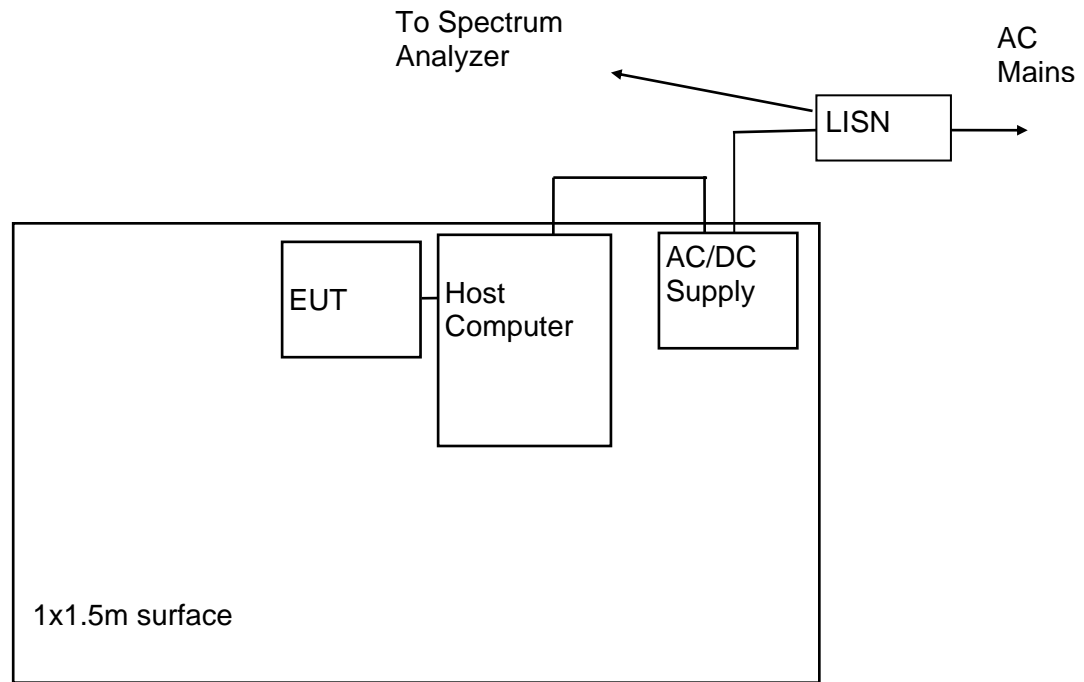 To Spectrum
Analyzer
AC
Mains
LISN
EUT
Host
Computer
AC/DC
Supply
1x1.5m surface